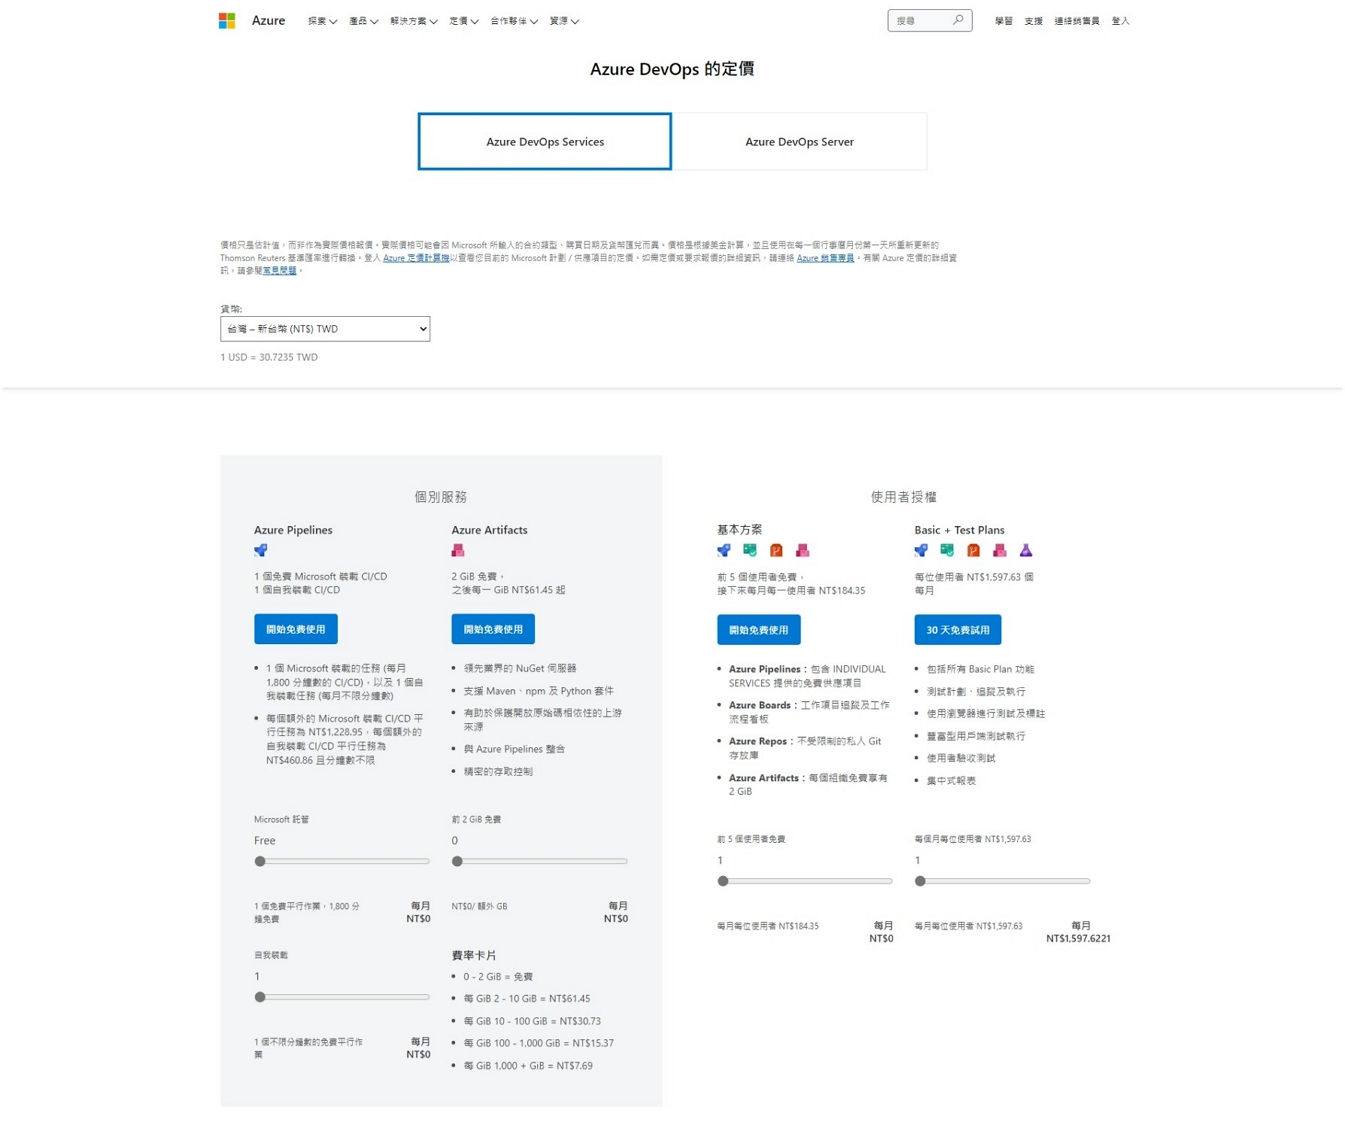 Azure 探索 產品 解決方案 定價 合作夥伴 資源 搜尋 學習 支援 連絡銷售員 登入
Azure DevOps 的定價
Azure DevOps Services Azure DevOps Server
價格只是估計值，而非作為實際價格報價。實際價格可能會因 Microsoft 所輸入的合約類型、購買日期及貨幣匯兌而異。價格是根據美金計算，並且使用在每一個行事曆月份第一天所重新更新的
Thomson Reuters 基準匯率進行轉換。登入 Azure 定價計算機以查看您目前的 Microsoft 計劃 / 供應項目的定價。如需定價或要求報價的詳細資訊，請連絡 Azure 銷售專員。有關 Azure 定價的詳細資
訊，請參閱常見問題。
貨幣:
台灣 – 新台幣 (NT$) TWD
1 USD = 30.7235 TWD
個別服務
Azure Pipelines
1 個免費 Microsoft 裝載 CI/CD
1 個自我裝載 CI/CD
開始免費使用
1 個 Microsoft 裝載的任務 (每月
1,800 分鐘數的 CI/CD)，以及 1 個自
我裝載任務 (每月不限分鐘數)
每個額外的 Microsoft 裝載 CI/CD 平
行任務為 NT$1,228.95，每個額外的
自我裝載 CI/CD 平行任務為
NT$460.86 且分鐘數不限
Microsoft 託管
Free
1 個免費平行作業，1,800 分
鐘免費
每月
NT$0
自我裝載
1
1 個不限分鐘數的免費平行作
業
每月
NT$0
Azure Artifacts
2 GiB 免費，
之後每一 GiB NT$61.45 起
開始免費使用
領先業界的 NuGet 伺服器
支援 Maven、npm 及 Python 套件
有助於保護開放原始碼相依性的上游
來源
與 Azure Pipelines 整合
精密的存取控制
前 2 GiB 免費
0
NT$0/ 額外 GB
每月
NT$0
費率卡片
0 - 2 GiB = 免費
每 GiB 2 - 10 GiB = NT$61.45
每 GiB 10 - 100 GiB = NT$30.73
每 GiB 100 - 1,000 GiB = NT$15.37
每 GiB 1,000 + GiB = NT$7.69
使用者授權
基本方案
前 5 個使用者免費，
接下來每月每一使用者 NT$184.35
開始免費使用
Azure Pipelines：包含 INDIVIDUAL
SERVICES 提供的免費供應項目
Azure Boards：工作項目追蹤及工作
流程看板
Azure Repos：不受限制的私人 Git
存放庫
Azure Artifacts：每個組織免費享有
2 GiB
前 5 個使用者免費
1
每月每位使用者 NT$184.35
每月
NT$0
Basic + Test Plans
每位使用者 NT$1,597.63 個
每月
30 天免費試用
包括所有 Basic Plan 功能
測試計劃、追蹤及執行
使用瀏覽器進行測試及標註
豐富型用戶端測試執行
使用者驗收測試
集中式報表
每個月每位使用者 NT$1,597.63
1
每月每位使用者 NT$1,597.63
每月
NT$1,597.6221